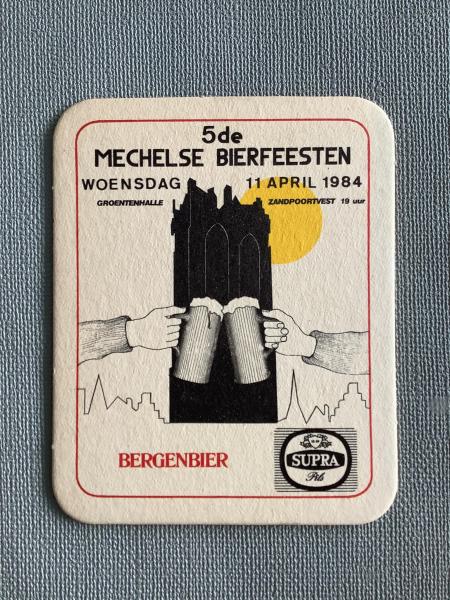 5de
MECHELSE BIERFEESTEN
WOENSDAG 11 APRIL 1984
GROENTENHALLE ZANDPOORTVEST 19 uur
BERGENBIER
SUPRA
Pils